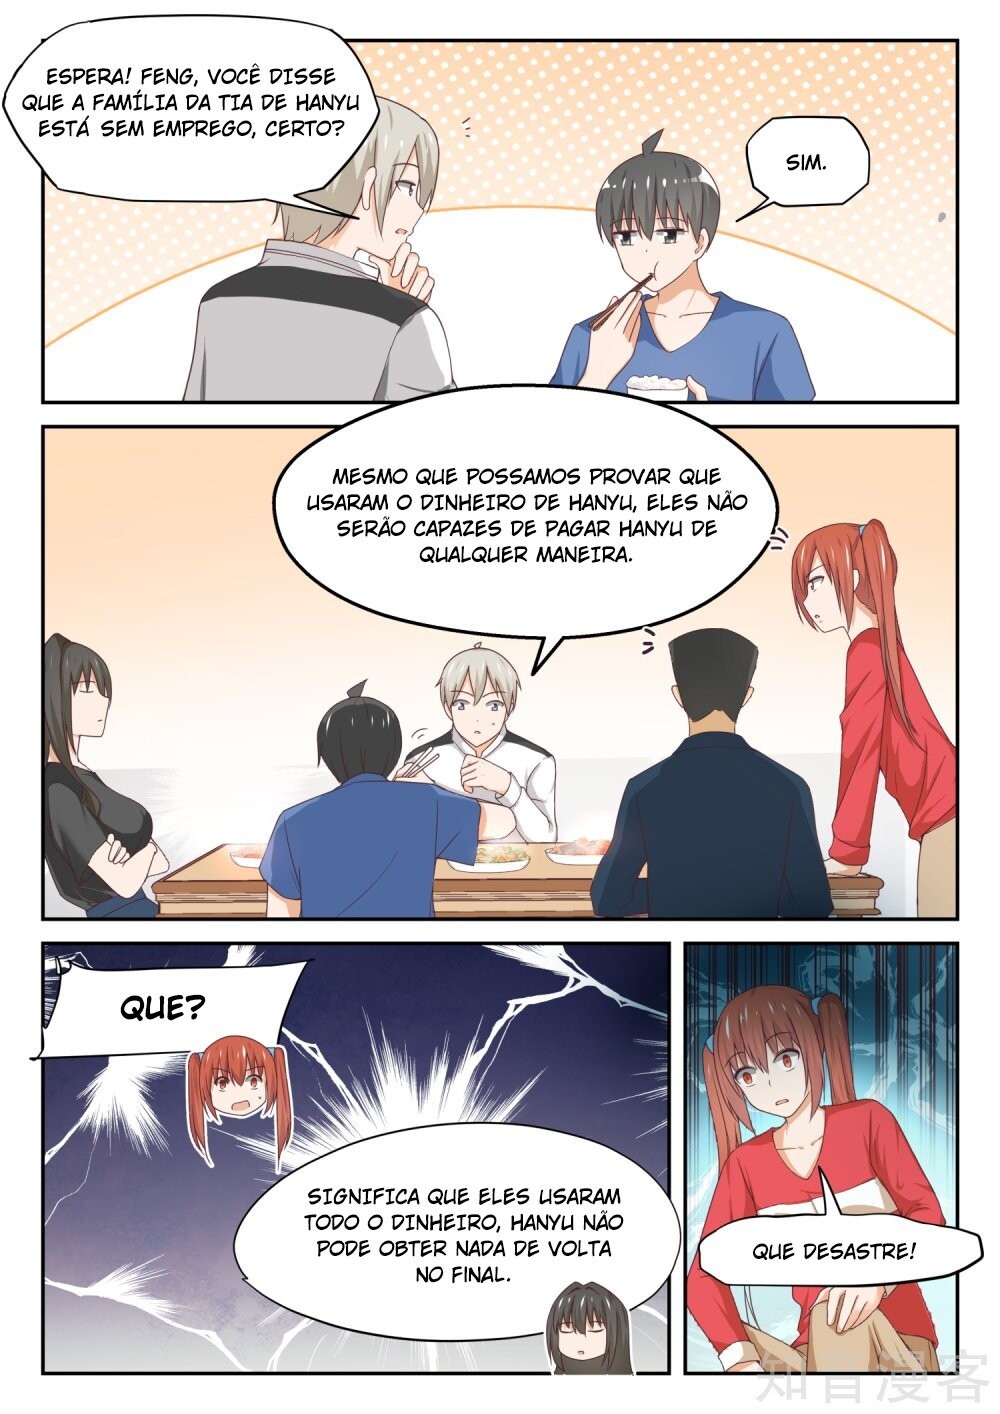 ESPERA! FENG, VOCÊ DISSE
QUE A FAMÍLIA DA TIA DE HANYU
ESTÁ SEM EMPREGO, CERTO?
SIM.
MESMO QUE POSSAMOS PROVAR QUE
USARAM O DINHEIRO DE HANYU, ELES NÃO
SERÃO CAPAZES DE PAGAR HANYU DE
QUALQUER MANEIRA.
QUE?
SIGNIFICA QUE ELES USARAM
TODO O DINHEIRO, HANYU NÃO
PODE OBTER NADA DE VOLTA
NO FINAL.
QUE DESASTRE!
知音漫客